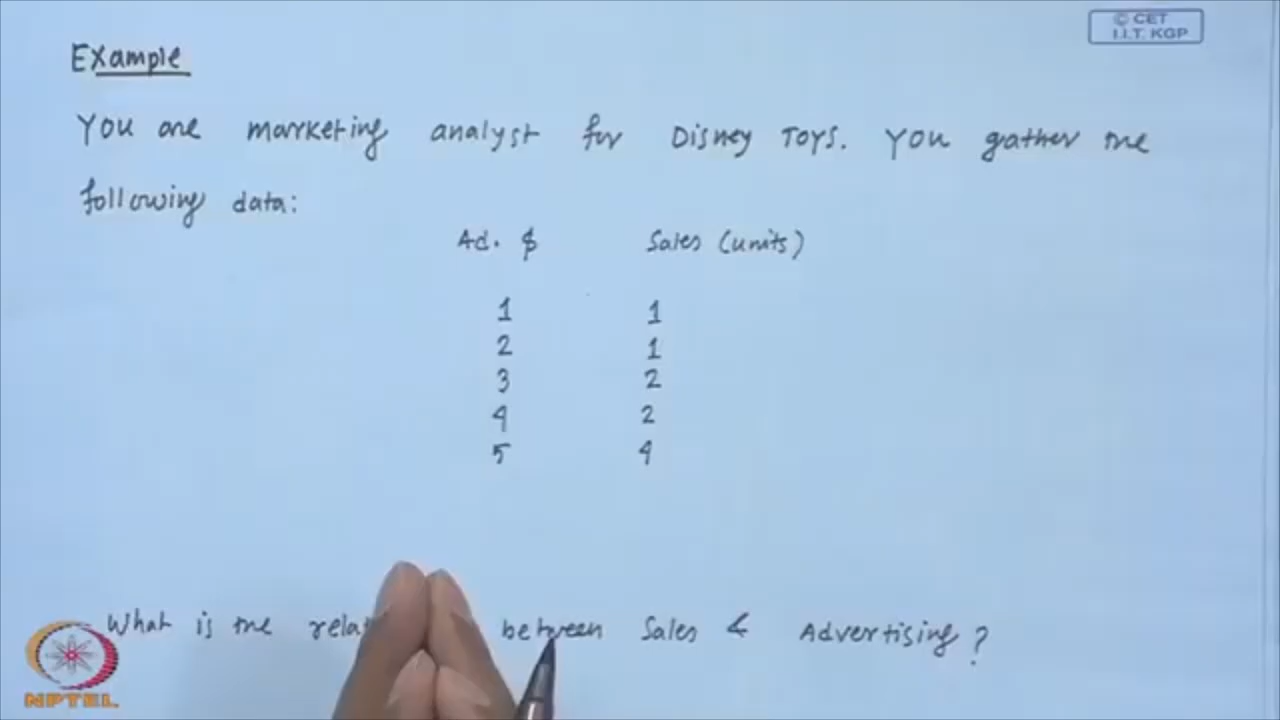 © CET
I.I.T. KGP
Example
You are marketing analyst for Disney Toys. You gather the
following data:
Ad. $ Sales (units)
1 1
2 1
3 2
4 2
5 4
What is the between Sales & Advertising?
NPTEL